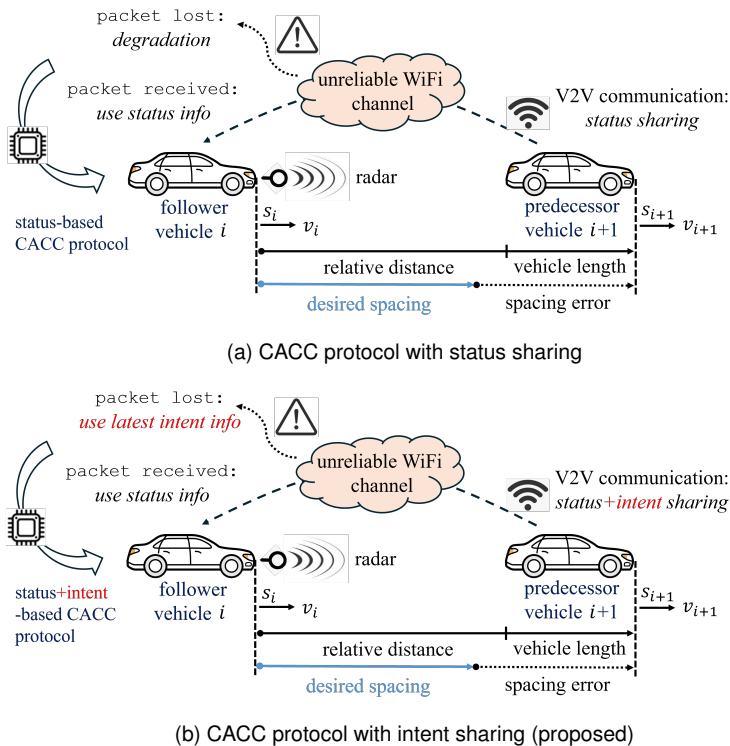 packet lost:
degradation
unreliable WiFi
channel
packet received:
use status info
V2V communication:
status sharing
radar
status-based
CACC protocol
follower
vehicle i
s_i
v_i
predecessor
vehicle i+1
s_{i+1}
v_{i+1}
relative distance
vehicle length
desired spacing
spacing error
(a) CACC protocol with status sharing
packet lost:
use latest intent info
unreliable WiFi
channel
packet received:
use status info
V2V communication:
status+intent sharing
radar
status+intent
-based CACC
protocol
follower
vehicle i
s_i
v_i
predecessor
vehicle i+1
s_{i+1}
v_{i+1}
relative distance
vehicle length
desired spacing
spacing error
(b) CACC protocol with intent sharing (proposed)